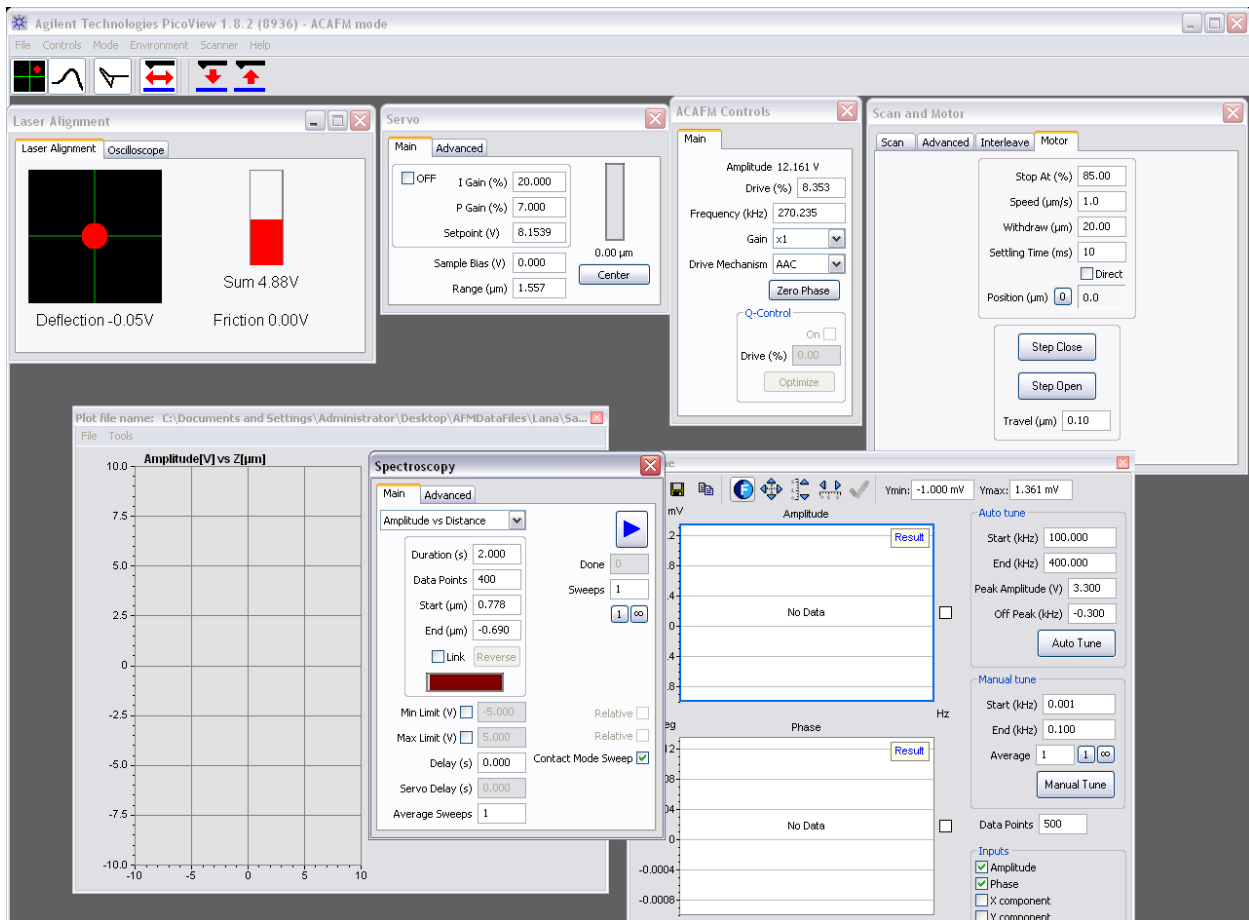 Agilent Technologies PicoView 1.8.2 (8936) - ACAFM mode
File Controls Mode Environment Scanner Help
Laser Alignment
Laser Alignment Oscilloscope
Sum 4.88V
Deflection -0.05V Friction 0.00V
Servo
Main Advanced
OFF I Gain (%) 20.000
P Gain (%) 7.000
Setpoint (V) 8.1539
Sample Bias (V) 0.000
Range (µm) 1.557
0.00 µm
Center
ACAFM Controls
Main
Amplitude 12.161 V
Drive (%) 8.353
Frequency (kHz) 270.235
Gain x1
Drive Mechanism AAC
Zero Phase
Q-Control
On
Drive (%) 0.00
Optimize
Scan and Motor
Scan Advanced Interleave Motor
Stop At (%) 85.00
Speed (µm/s) 1.0
Withdraw (µm) 20.00
Settling Time (ms) 10
Direct
Position (µm) 0 0.0
Step Close
Step Open
Travel (µm) 0.10
Plot file name: C:\Documents and Settings\Administrator\Desktop\AFMDataFiles\Lana\Sa...
File Tools
Amplitude[V] vs Z[µm]
10.0
7.5
5.0
2.5
0
-2.5
-5.0
-7.5
-10.0
-10 -5 0 5 10
Spectroscopy
Main Advanced
Amplitude vs Distance
Duration (s) 2.000
Data Points 400
Start (µm) 0.778
End (µm) -0.690
Link Reverse
Done 0
Sweeps 1
1 ∞
Min Limit (V) -5.000 Relative
Max Limit (V) 5.000 Relative
Delay (s) 0.000 Contact Mode Sweep
Servo Delay (s) 0.000
Average Sweeps 1
Ymin: -1.000 mV Ymax: 1.361 mV
mV Amplitude
Result
No Data
Hz
Phase
Result
No Data
-0.0004
-0.0008
Auto tune
Start (kHz) 100.000
End (kHz) 400.000
Peak Amplitude (V) 3.300
Off Peak (kHz) -0.300
Auto Tune
Manual tune
Start (kHz) 0.001
End (kHz) 0.100
Average 1 1 ∞
Manual Tune
Data Points 500
Inputs
Amplitude
Phase
X component
Y component